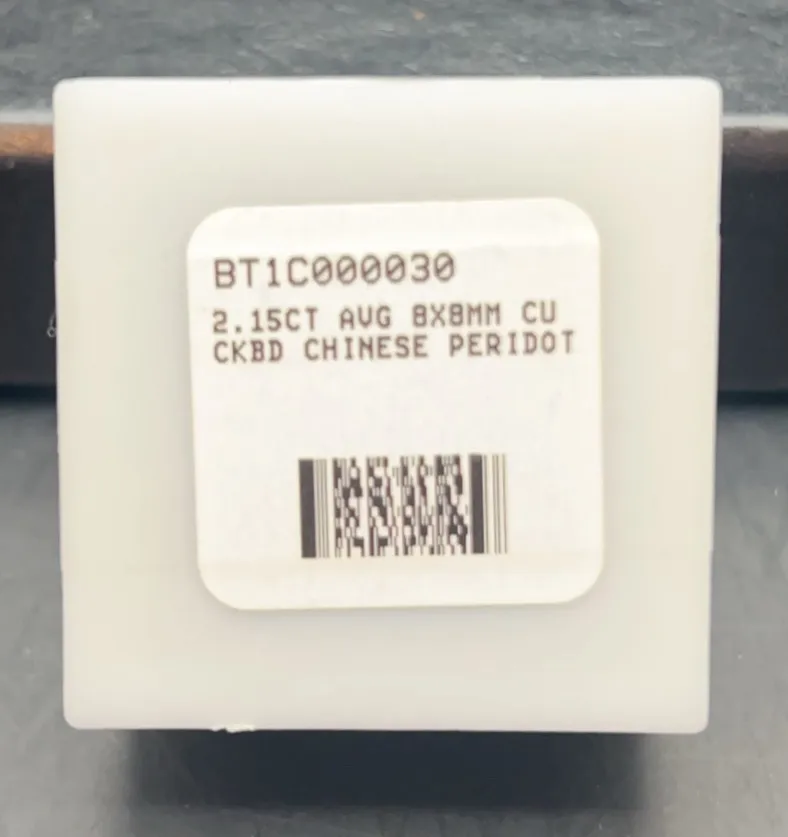 BT1C000030
2.15CT AVG 8X8MM CU
CKBD CHINESE PERIDOT